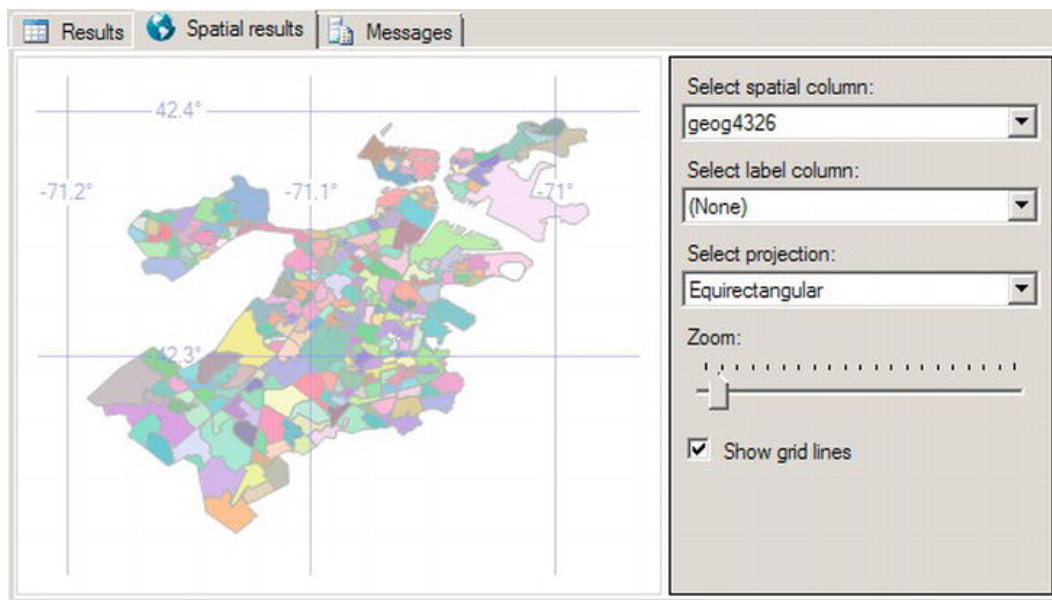 Results Spatial results Messages
42.4°
-71.2° -71.1° -71°
42.3°
Select spatial column:
geog4326
Select label column:
(None)
Select projection:
Equirectangular
Zoom:
Show grid lines